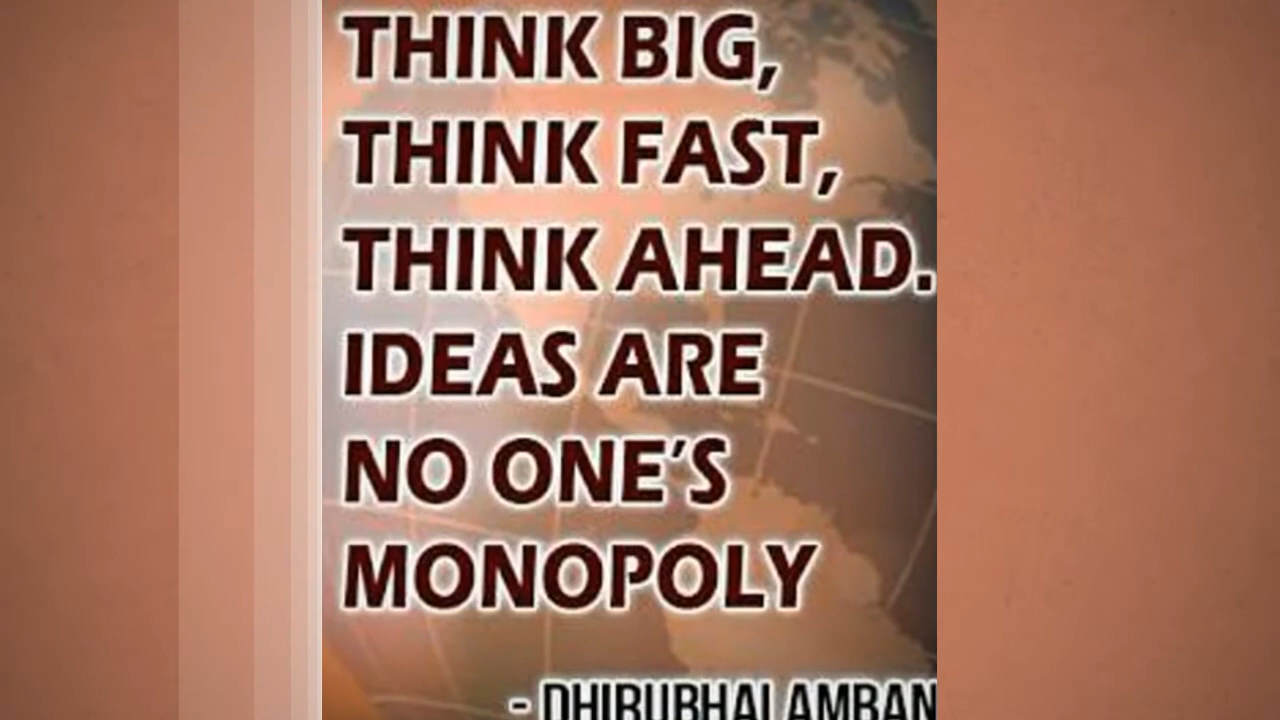 THINK BIG,
THINK FAST,
THINK AHEAD.
IDEAS ARE
NO ONE'S
MONOPOLY
- DHIRUBHAI AMBAN